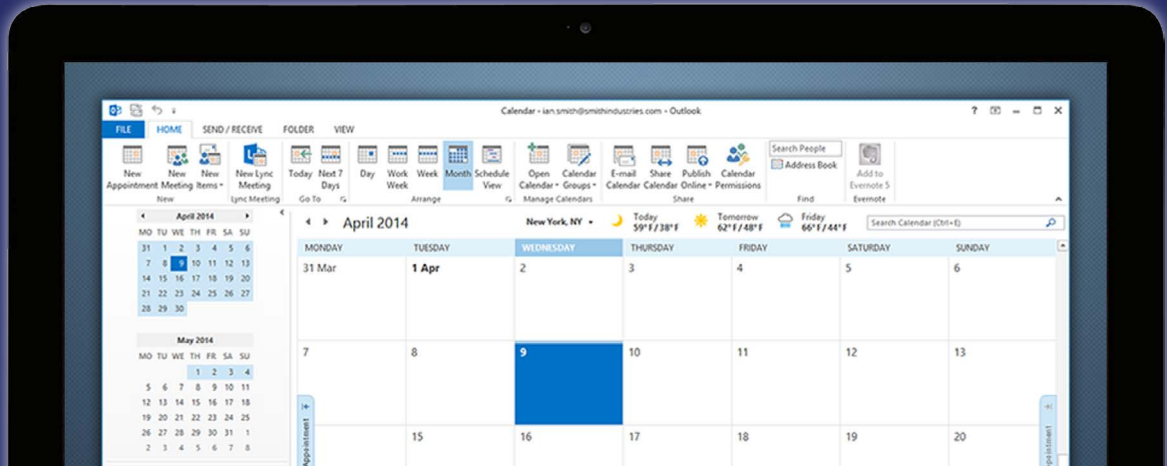 Calendar - ian.smith@smithindustries.com - Outlook
FILE HOME SEND / RECEIVE FOLDER VIEW
New Appointment
New Meeting
New Items
New Lync Meeting
Today
Next 7 Days
Day
Work Week
Week
Month
Schedule View
Open Calendar
Calendar Groups
E-mail Calendar
Share Calendar
Publish Online
Calendar Permissions
Search People
Address Book
Add to Evernote 5
New Lync Meeting Go To Arrange Manage Calendars Share Find Evernote
April 2014
MO TU WE TH FR SA SU
31 1 2 3 4 5 6
7 8 9 10 11 12 13
14 15 16 17 18 19 20
21 22 23 24 25 26 27
28 29 30
May 2014
MO TU WE TH FR SA SU
1 2 3 4
5 6 7 8 9 10 11
12 13 14 15 16 17 18
19 20 21 22 23 24 25
26 27 28 29 30 31 1
2 3 4 5 6 7 8
April 2014
New York, NY
Today
59°F/38°F
Tomorrow
62°F/48°F
Friday
66°F/44°F
Search Calendar (Ctrl+E)
MONDAY TUESDAY WEDNESDAY THURSDAY FRIDAY SATURDAY SUNDAY
31 Mar 1 Apr 2 3 4 5 6
7 8 9 10 11 12 13
15 16 17 18 19 20
Appointment